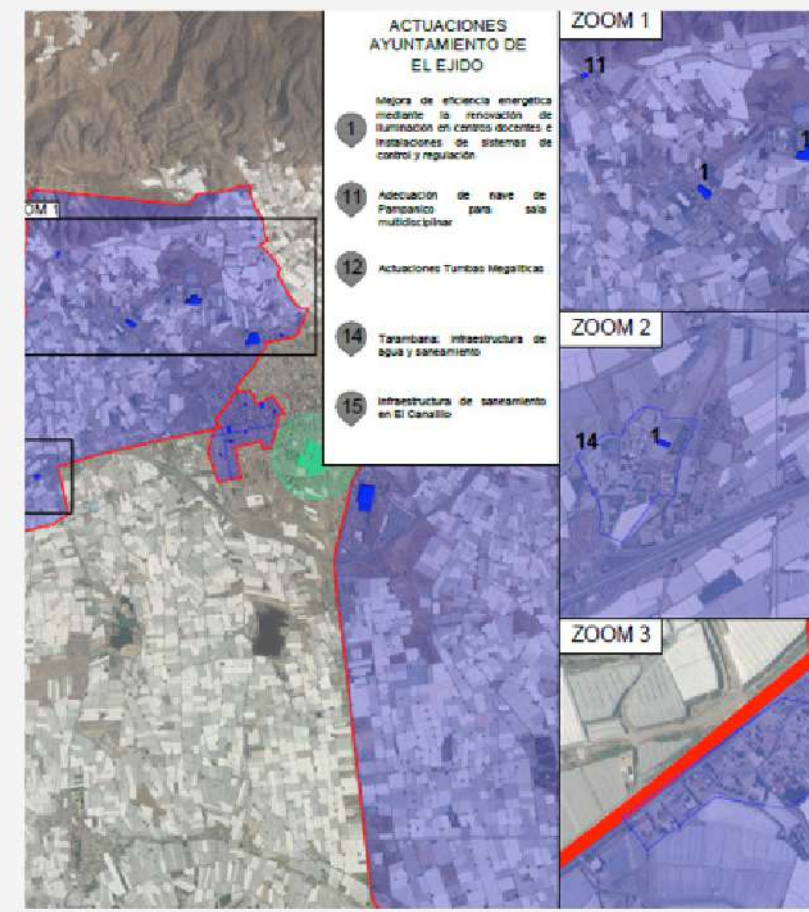 ACTUACIONES
AYUNTAMIENTO DE
EL EJIDO
1
Mejora de eficiencia energética
mediante la renovación de
iluminación en centros docentes e
instalaciones de sistemas de
control y regulación
11
Adecuación de nave de
Pampanico para sala
multidisciplinar
12
Actuaciones Tumbas Megalíticas
14
Tarambana: infraestructura de
agua y saneamiento
15
Infraestructura de saneamiento
en El Canalillo
OM 1
ZOOM 1
11
1
1
ZOOM 2
14
1
ZOOM 3